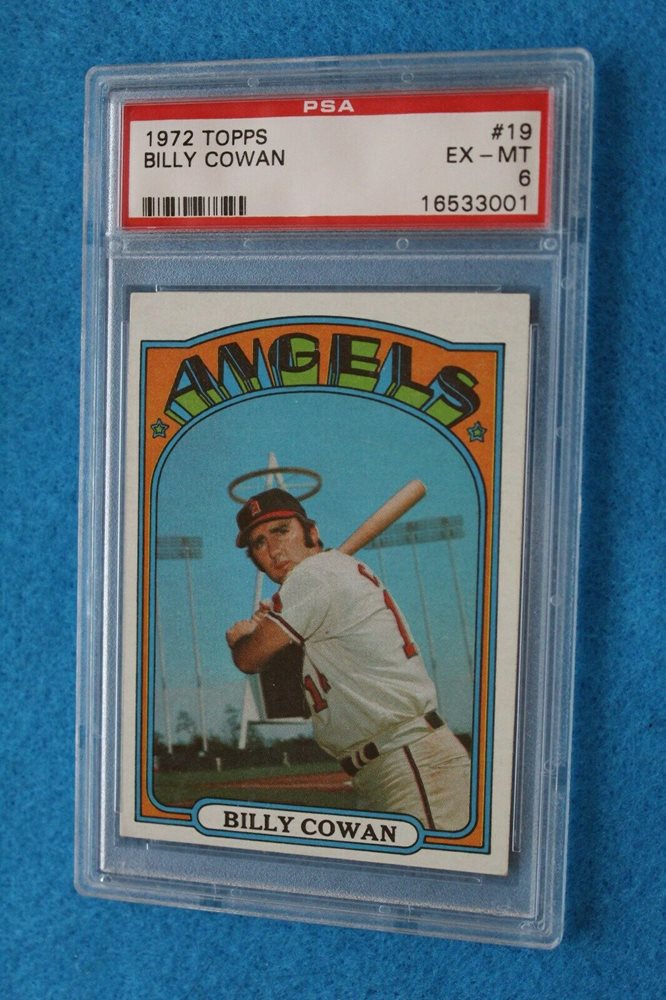 PSA
1972 TOPPS #19
BILLY COWAN EX - MT
6
16533001
ANGELS
BILLY COWAN